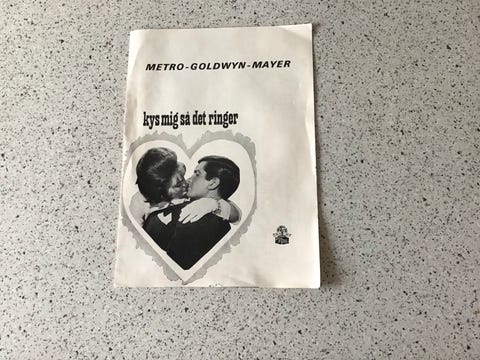 METRO-GOLDWYN-MAYER
kys mig så det ringer